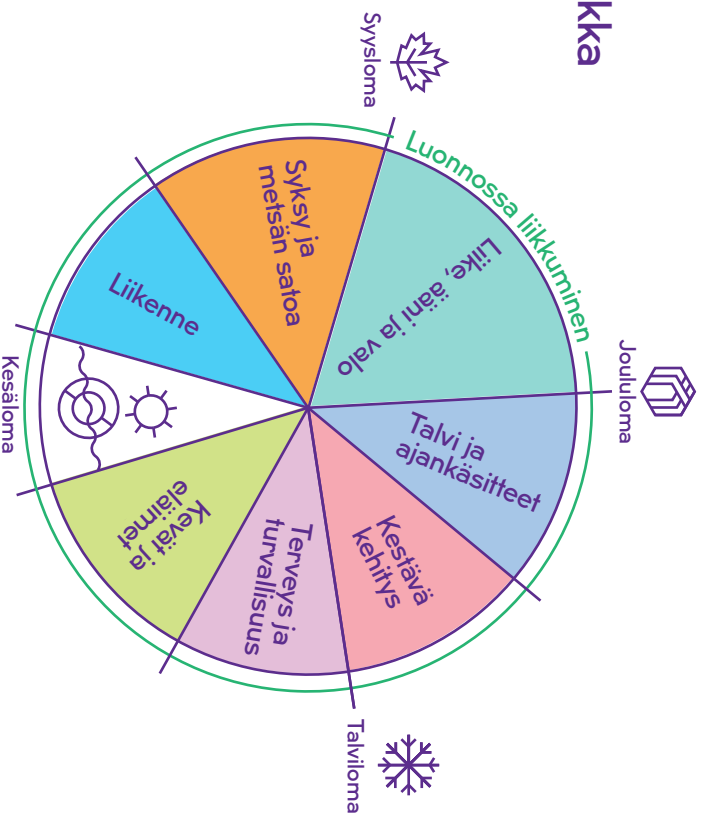 kka
Syysloma
Luonnossa liikkuminen
Joululoma
Talviloma
Kesäloma
Liikenne
Syksy ja
metsän satoa
Liike, ääni ja valo
Talvi ja
ajankäsitteet
Kestävä
kehitys
Terveys ja
turvallisuus
Kevät ja
eläimet